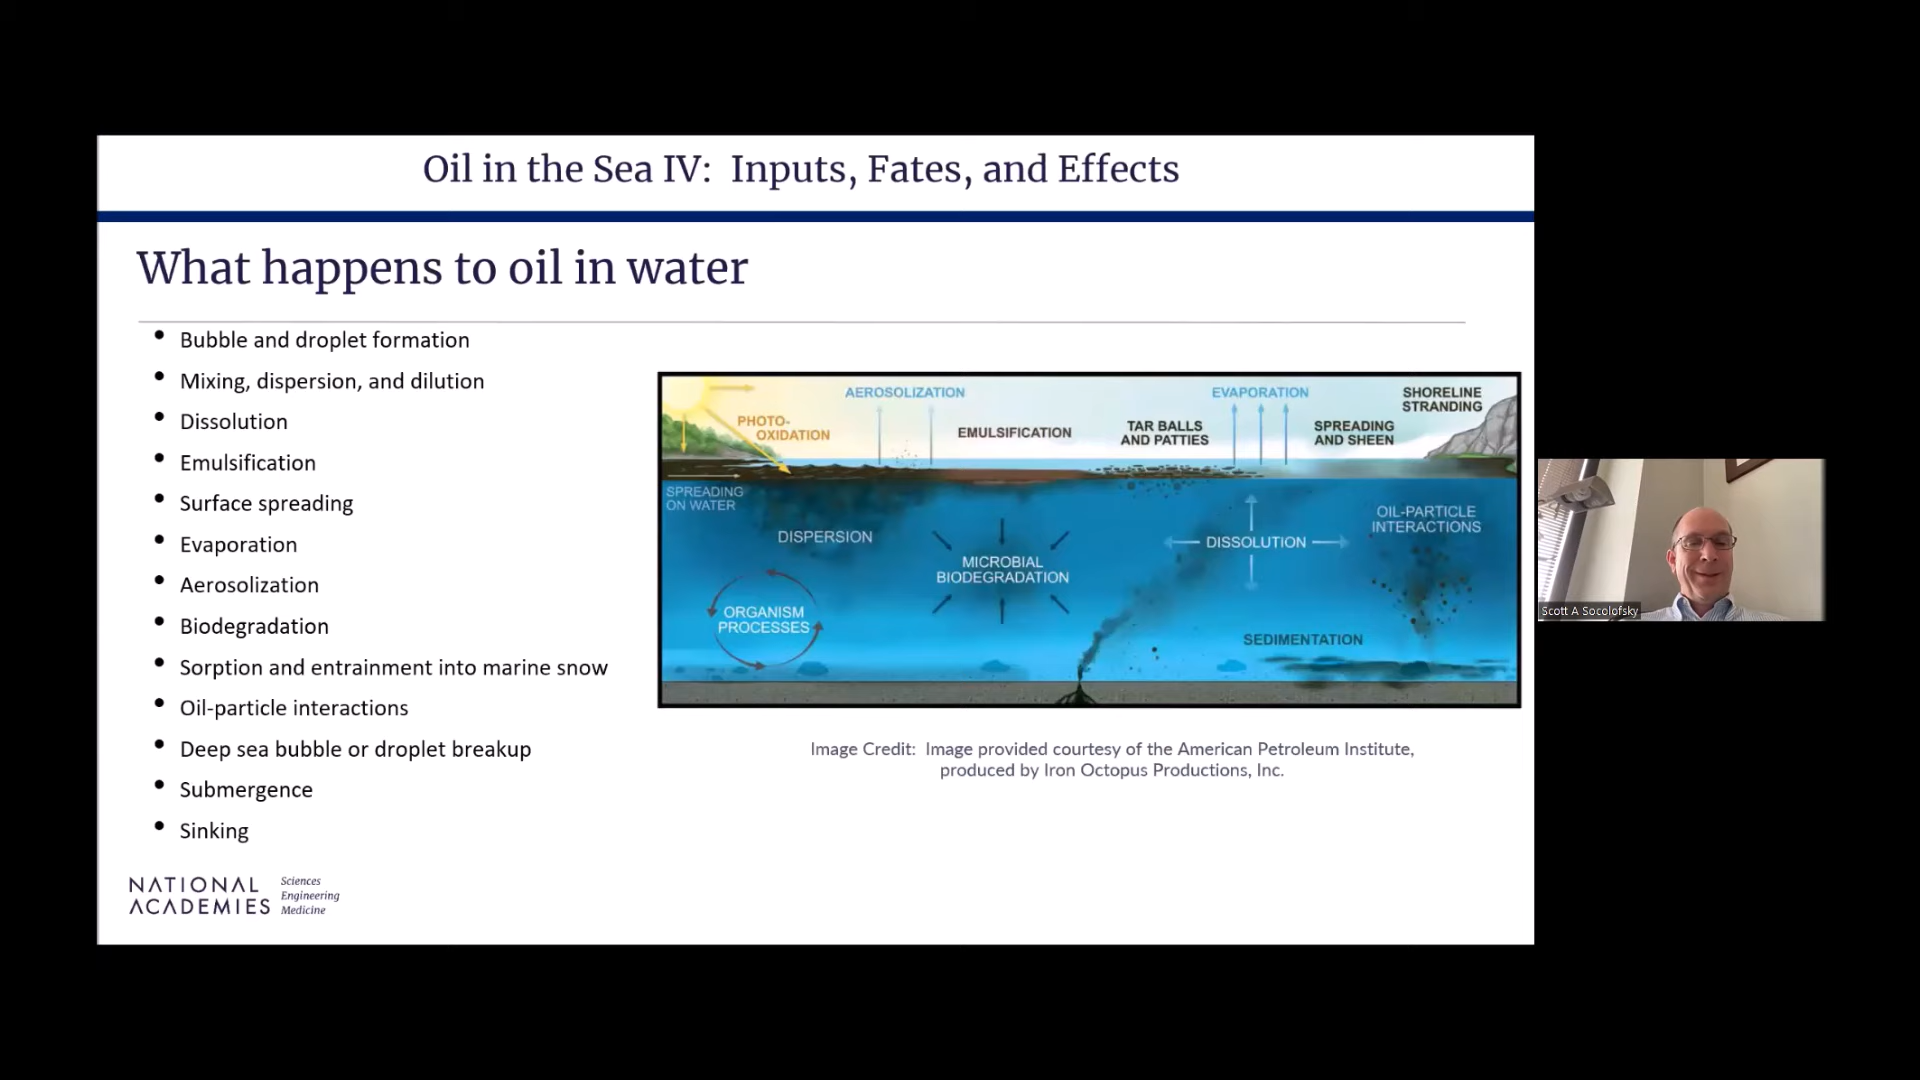 Oil in the Sea IV:  Inputs, Fates, and Effects
What happens to oil in water
• Bubble and droplet formation
• Mixing, dispersion, and dilution
• Dissolution
• Emulsification
• Surface spreading
• Evaporation
• Aerosolization
• Biodegradation
• Sorption and entrainment into marine snow
• Oil-particle interactions
• Deep sea bubble or droplet breakup
• Submergence
• Sinking
AEROSOLIZATION
EVAPORATION
SHORELINE
STRANDING
PHOTO-
OXIDATION
EMULSIFICATION
TAR BALLS
AND PATTIES
SPREADING
AND SHEEN
SPREADING
ON WATER
DISPERSION
MICROBIAL
BIODEGRADATION
DISSOLUTION
OIL-PARTICLE
INTERACTIONS
ORGANISM
PROCESSES
SEDIMENTATION
Image Credit:  Image provided courtesy of the American Petroleum Institute,
produced by Iron Octopus Productions, Inc.
NATIONAL
ACADEMIES
Sciences
Engineering
Medicine
Scott A Socolofsky